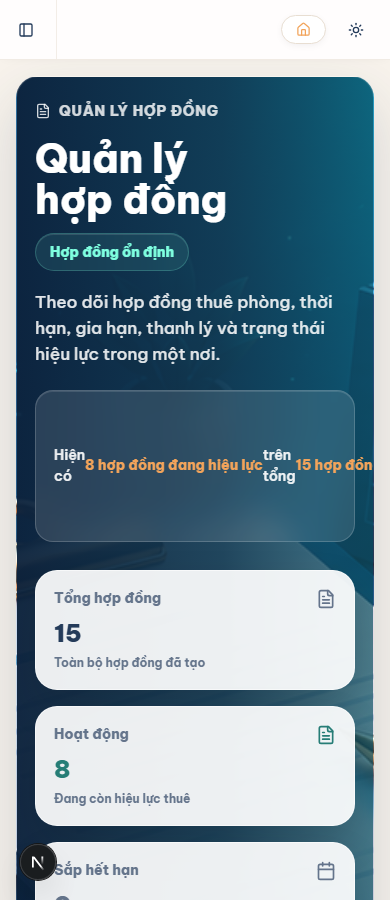 QUẢN LÝ HỢP ĐỒNG
Quản lý
hợp đồng
Hợp đồng ổn định
Theo dõi hợp đồng thuê phòng, thời
hạn, gia hạn, thanh lý và trạng thái
hiệu lực trong một nơi.
Hiện có 8 hợp đồng đang hiệu lực trên tổng 15 hợp đồn
Tổng hợp đồng
15
Toàn bộ hợp đồng đã tạo
Hoạt động
8
Đang còn hiệu lực thuê
N
Sắp hết hạn